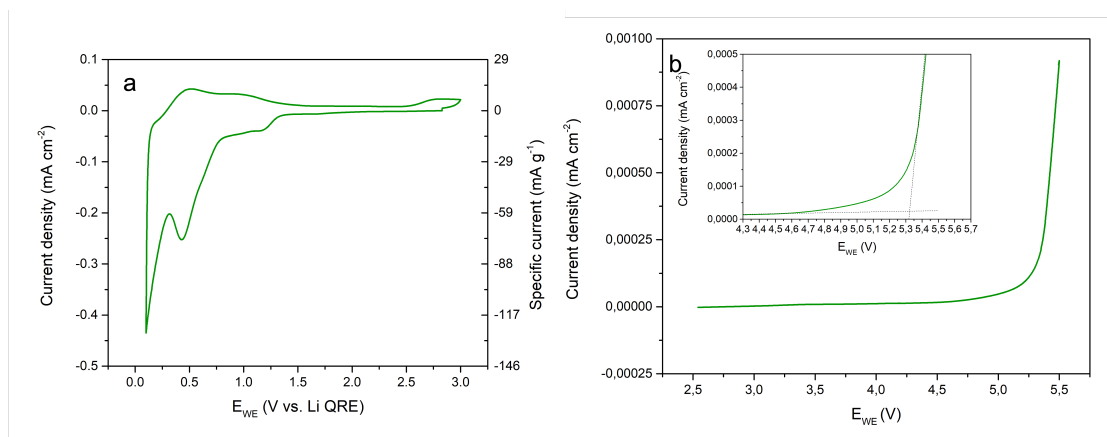 a
0.1
0.0
-0.1
-0.2
-0.3
-0.4
-0.5
Current density (mA cm-2)
29
0
-29
-59
-88
-117
-146
Specific current (mA g-1)
0.0 0.5 1.0 1.5 2.0 2.5 3.0
EWE (V vs. Li QRE)
b
0,00100
0,00075
0,00050
0,00025
0,00000
-0,00025
Current density (mA cm-2)
2,5 3,0 3,5 4,0 4,5 5,0 5,5
EWE (V)
0,0005
0,0004
0,0003
0,0002
0,0001
0,0000
Current density (mA cm-2)
4,3 4,4 4,5 4,6 4,7 4,8 4,9 5,0 5,1 5,2 5,3 5,4 5,5 5,6 5,7
EWE (V)